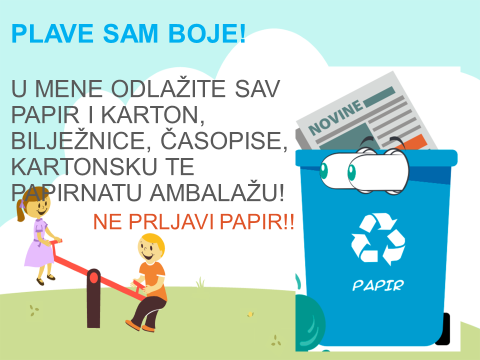 PLAVE SAM BOJE!
U MENE ODLAŽITE SAV
PAPIR I KARTON,
BILJEŽNICE, ČASOPISE,
KARTONSKU TE
PAPIRNATU AMBALAŽU!
NE PRLJAVI PAPIR!!
NOVINE
PAPIR